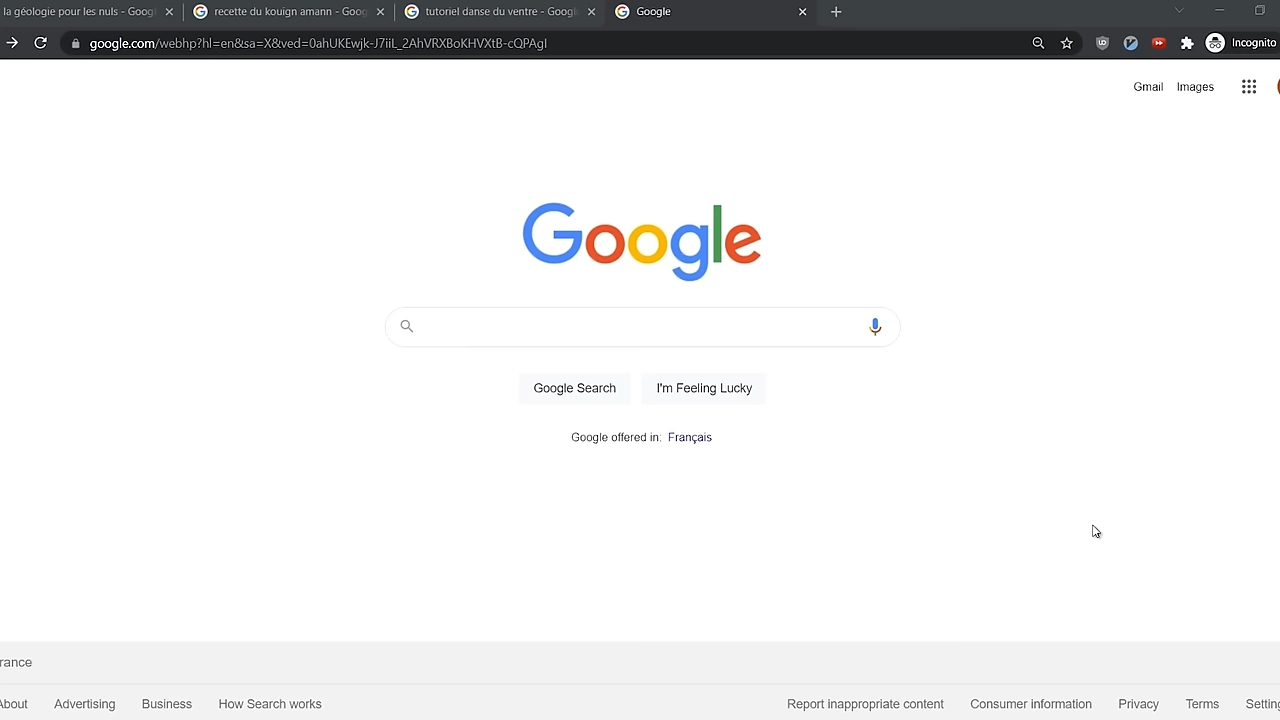 la géologie pour les nuls - Googl
recette du kouign amann - Goog
tutoriel danse du ventre - Google
Google
google.com/webhp?hl=en&sa=X&ved=0ahUKEwjk-J7iiL_2AhVRXBoKHVXtB-cQPAgI
Incognito
Gmail Images
Google
Google Search I'm Feeling Lucky
Google offered in: Français
rance
About Advertising Business How Search works Report inappropriate content Consumer information Privacy Terms Setting